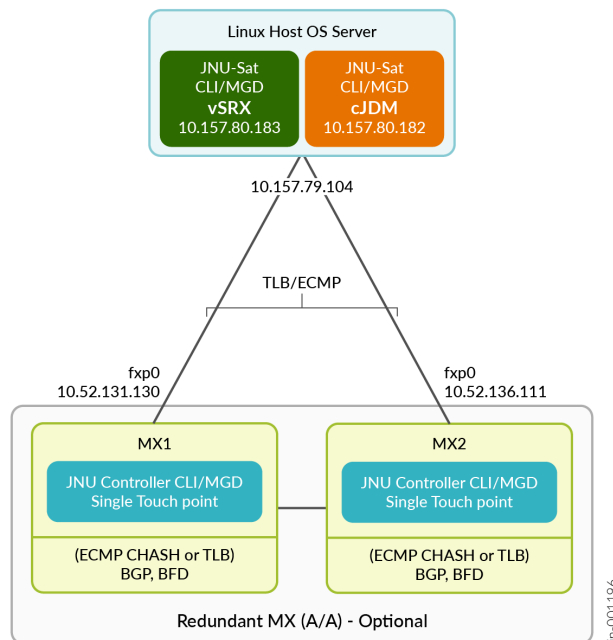 Linux Host OS Server
JNU-Sat
CLI/MGD
vSRX
10.157.80.183
JNU-Sat
CLI/MGD
cJDM
10.157.80.182
10.157.79.104
TLB/ECMP
fxp0
10.52.131.130
fxp0
10.52.136.111
MX1
JNU Controller CLI/MGD
Single Touch point
(ECMP CHASH or TLB)
BGP, BFD
MX2
JNU Controller CLI/MGD
Single Touch point
(ECMP CHASH or TLB)
BGP, BFD
Redundant MX (A/A) - Optional